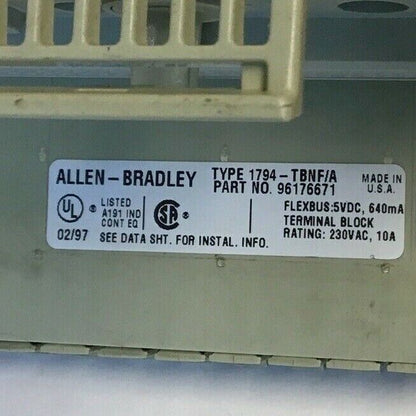 ALLEN-BRADLEY TYPE 1794-TBNF/A MADE IN U.S.A.
PART NO. 96176671
UL ® LISTED A191 IND CONT EQ
SA ®
FLEXBUS:5VDC, 640mA
TERMINAL BLOCK
RATING: 230VAC, 10A
02/97 SEE DATA SHT. FOR INSTAL. INFO.